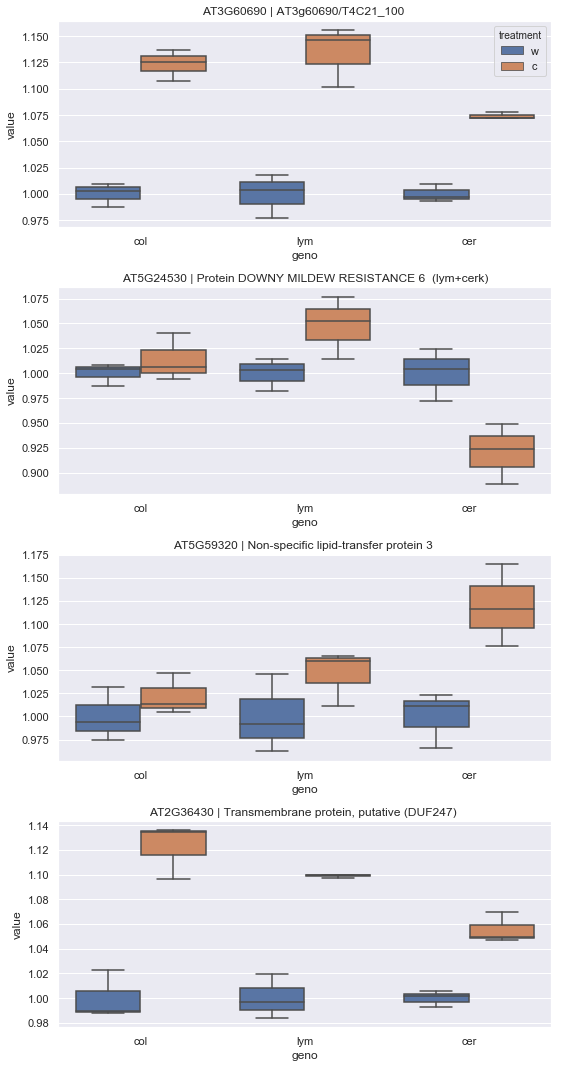 AT3G60690 | AT3g60690/T4C21_100
1.150
1.125
1.100
1.075
1.050
1.025
1.000
0.975
value
treatment
w
c
col lym cer
geno
AT5G24530 | Protein DOWNY MILDEW RESISTANCE 6 (lym+cerk)
1.075
1.050
1.025
1.000
0.975
0.950
0.925
0.900
value
col lym cer
geno
AT5G59320 | Non-specific lipid-transfer protein 3
1.175
1.150
1.125
1.100
1.075
1.050
1.025
1.000
0.975
value
col lym cer
geno
AT2G36430 | Transmembrane protein, putative (DUF247)
1.14
1.12
1.10
1.08
1.06
1.04
1.02
1.00
0.98
value
col lym cer
geno